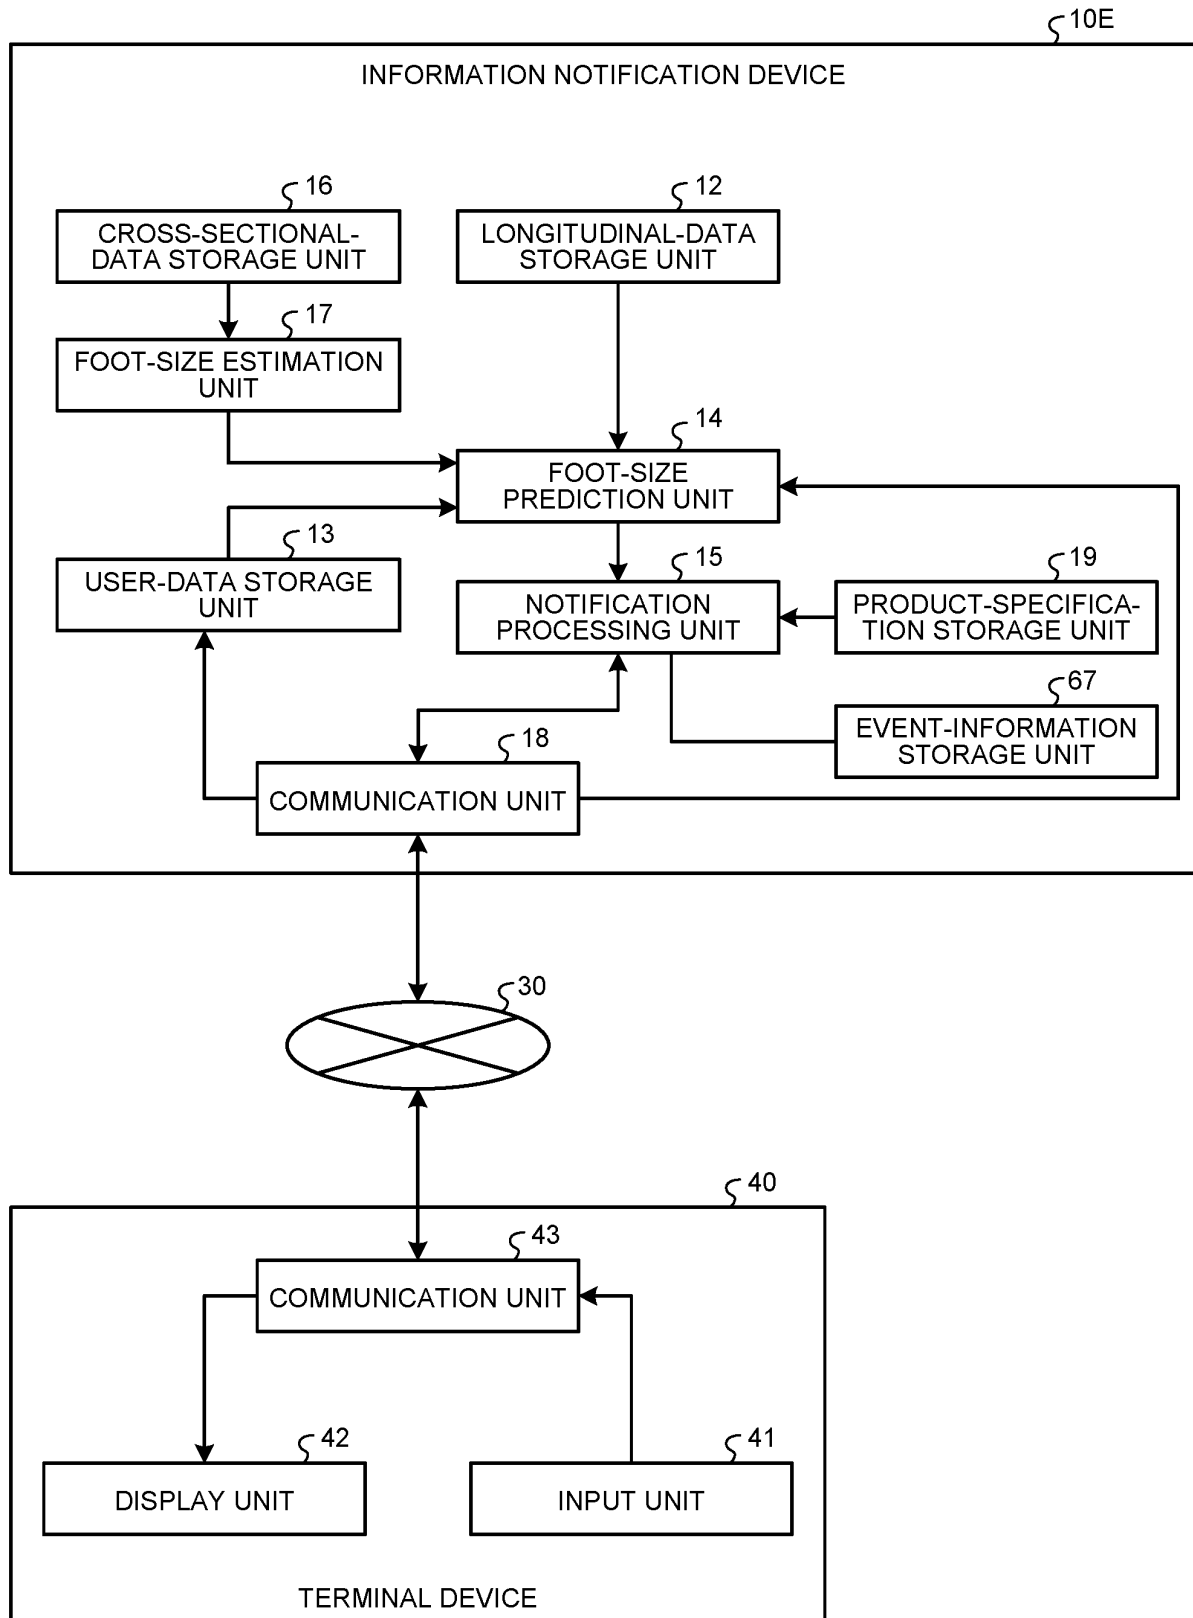 10E
INFORMATION NOTIFICATION DEVICE
16
CROSS-SECTIONAL-
DATA STORAGE UNIT
12
LONGITUDINAL-DATA
STORAGE UNIT
17
FOOT-SIZE ESTIMATION
UNIT
14
FOOT-SIZE
PREDICTION UNIT
13
USER-DATA STORAGE
UNIT
15
NOTIFICATION
PROCESSING UNIT
19
PRODUCT-SPECIFICA-
TION STORAGE UNIT
67
EVENT-INFORMATION
STORAGE UNIT
18
COMMUNICATION UNIT
30
40
43
COMMUNICATION UNIT
42
DISPLAY UNIT
41
INPUT UNIT
TERMINAL DEVICE